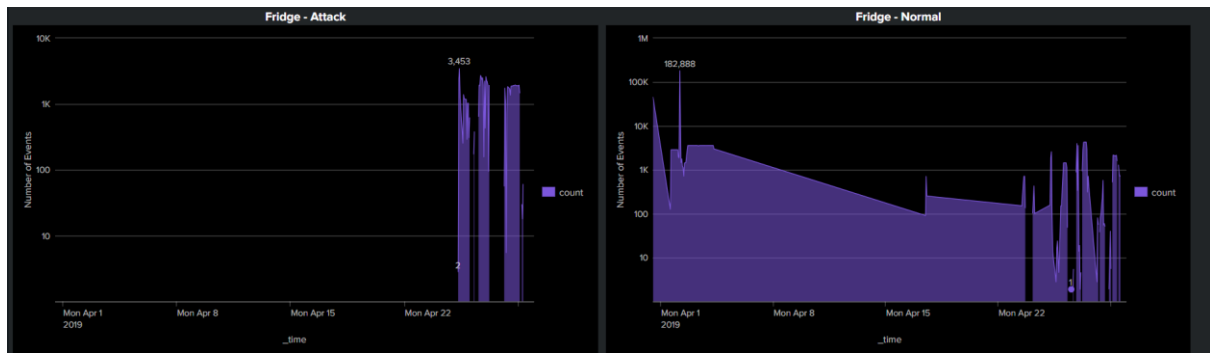 Fridge - Attack
10K
3,453
1K
Number of Events
100
count
10
2
Mon Apr 1
2019
Mon Apr 8
Mon Apr 15
Mon Apr 22
_time
Fridge - Normal
1M
182,888
100K
10K
Number of Events
1K
count
100
10
1
Mon Apr 1
2019
Mon Apr 8
Mon Apr 15
Mon Apr 22
_time